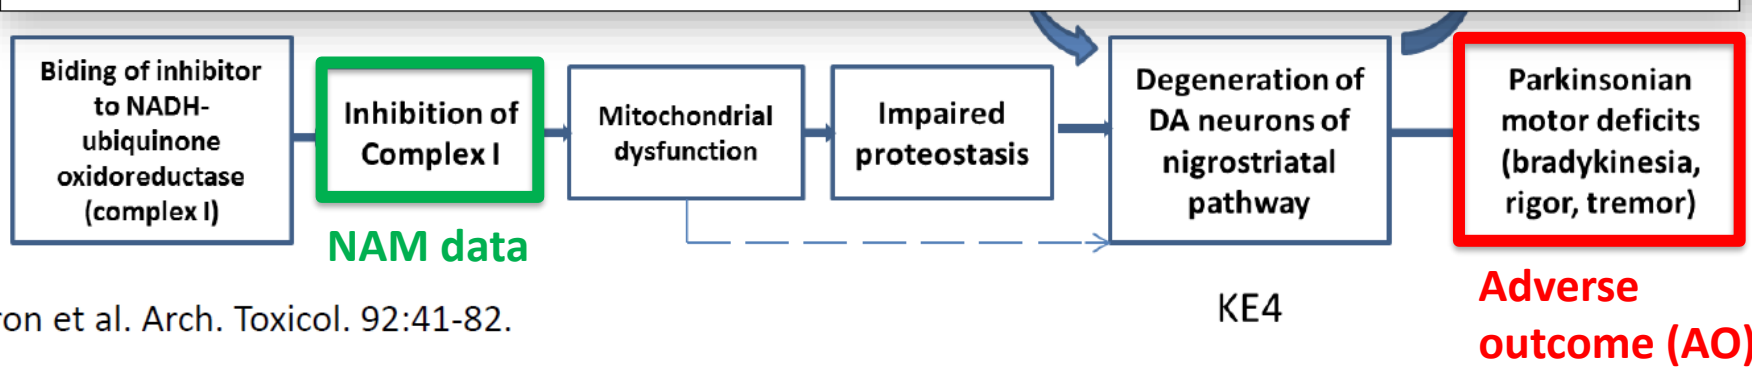 Biding of inhibitor
to NADH-
ubiquinone
oxidoreductase
(complex I)
Inhibition of
Complex I
NAM data
Mitochondrial
dysfunction
Impaired
proteostasis
Degeneration of
DA neurons of
nigrostriatal
pathway
KE4
Parkinsonian
motor deficits
(bradykinesia,
rigor, tremor)
Adverse
outcome (AO)
et al. Arch. Toxicol. 92:41-82.